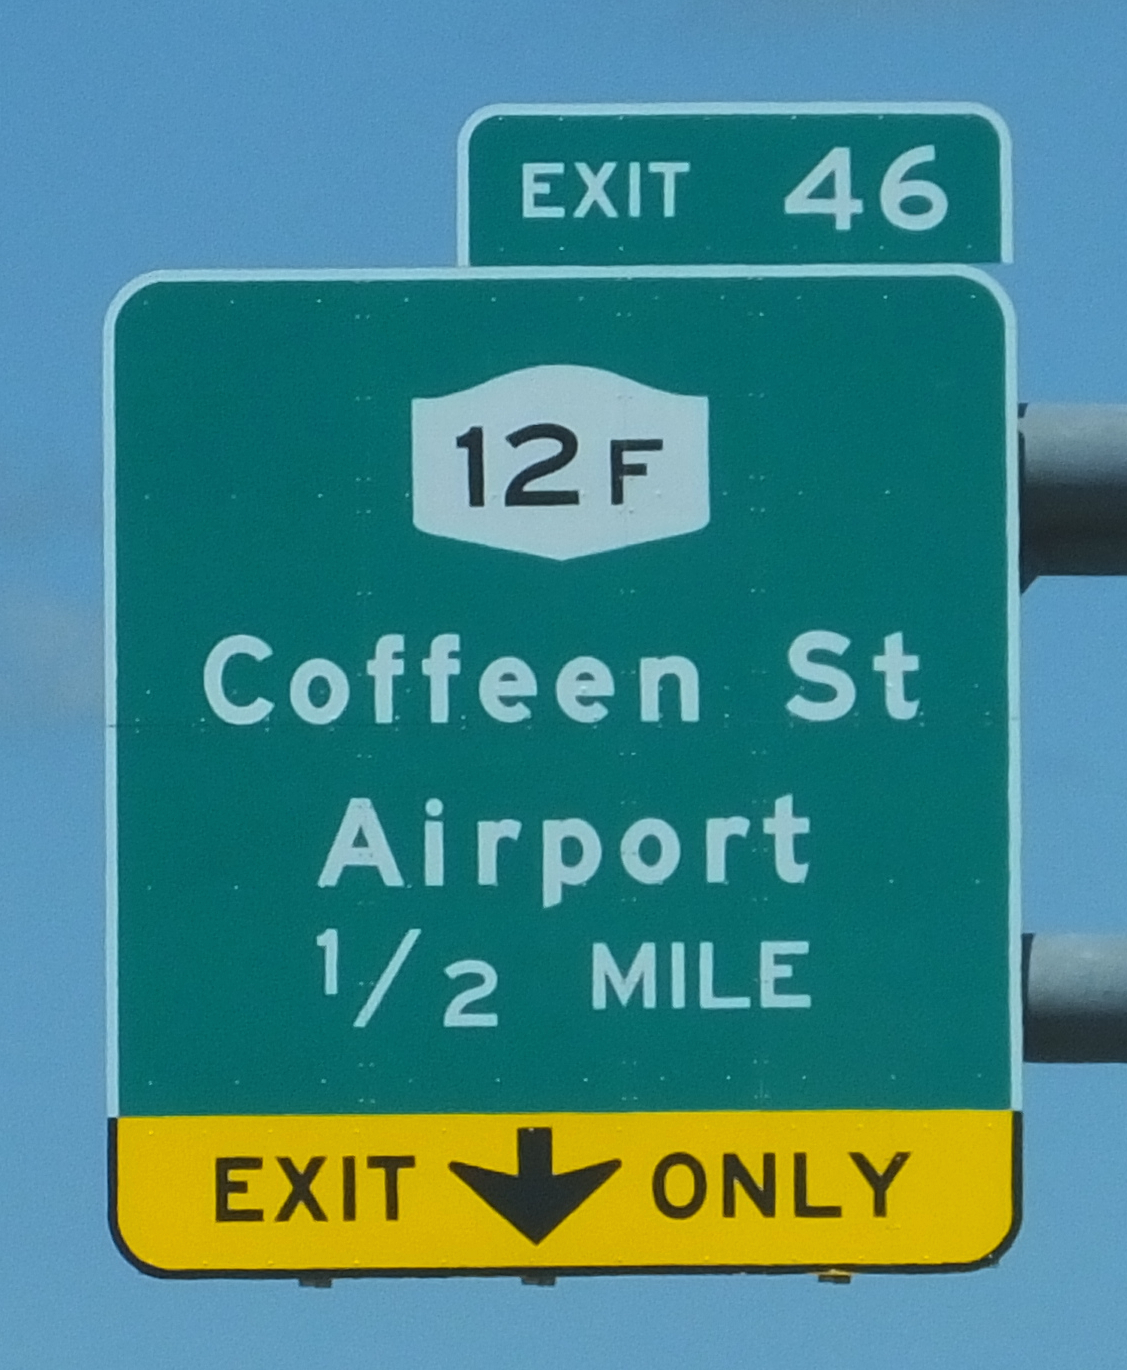 EXIT 46
12F
Coffeen St
Airport
1/2 MILE
EXIT ONLY